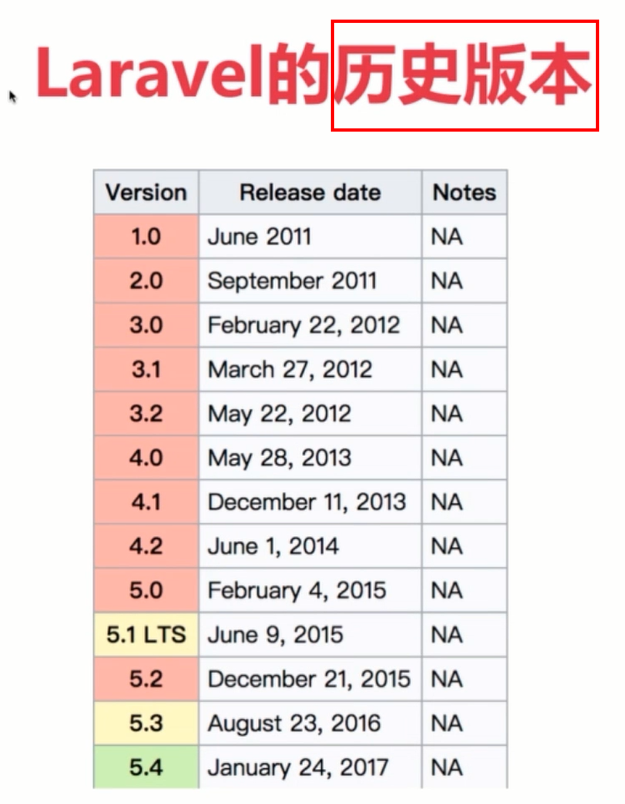 Laravel的历史版本
Version Release date Notes
1.0 June 2011 NA
2.0 September 2011 NA
3.0 February 22, 2012 NA
3.1 March 27, 2012 NA
3.2 May 22, 2012 NA
4.0 May 28, 2013 NA
4.1 December 11, 2013 NA
4.2 June 1, 2014 NA
5.0 February 4, 2015 NA
5.1 LTS June 9, 2015 NA
5.2 December 21, 2015 NA
5.3 August 23, 2016 NA
5.4 January 24, 2017 NA